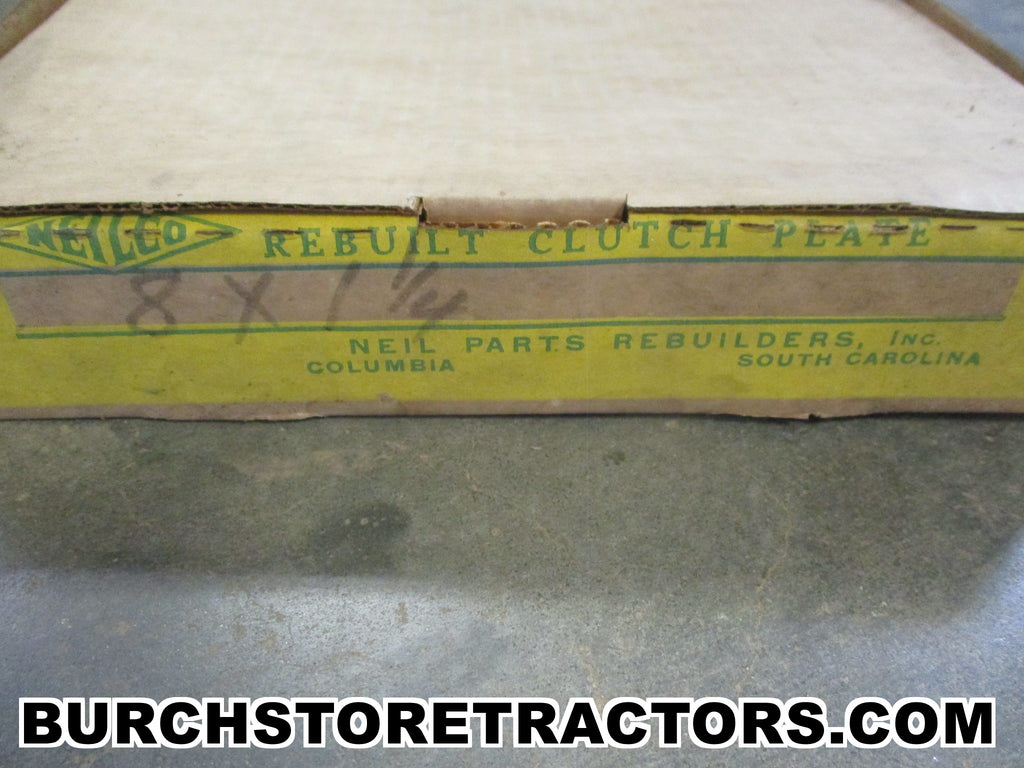 NEILCO REBUILT CLUTCH PLATE
8 X 1 1/4
NEIL PARTS REBUILDERS, INC.
COLUMBIA SOUTH CAROLINA
BURCHSTORETRACTORS.COM